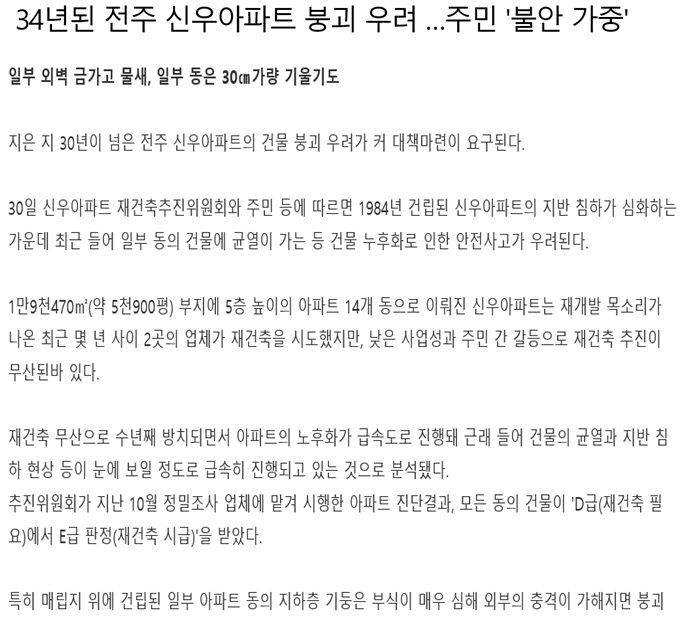 34년된 전주 신우아파트 붕괴 우려 ...주민 '불안 가중'
일부 외벽 금가고 물새, 일부 동은 30㎝가량 기울기도
지은 지 30년이 넘은 전주 신우아파트의 건물 붕괴 우려가 커 대책마련이 요구된다.
30일 신우아파트 재건축추진위원회와 주민 등에 따르면 1984년 건립된 신우아파트의 지반 침하가 심화하는
가운데 최근 들어 일부 동의 건물에 균열이 가는 등 건물 누후화로 인한 안전사고가 우려된다.
1만9천470㎡(약 5천900평) 부지에 5층 높이의 아파트 14개 동으로 이뤄진 신우아파트는 재개발 목소리가
나온 최근 몇 년 사이 2곳의 업체가 재건축을 시도했지만, 낮은 사업성과 주민 간 갈등으로 재건축 추진이
무산된바 있다.
재건축 무산으로 수년째 방치되면서 아파트의 노후화가 급속도로 진행돼 근래 들어 건물의 균열과 지반 침
하 현상 등이 눈에 보일 정도로 급속히 진행되고 있는 것으로 분석됐다.
추진위원회가 지난 10월 정밀조사 업체에 맡겨 시행한 아파트 진단결과, 모든 동의 건물이 'D급(재건축 필
요)에서 E급 판정(재건축 시급)'을 받았다.
특히 매립지 위에 건립된 일부 아파트 동의 지하층 기둥은 부식이 매우 심해 외부의 충격이 가해지면 붕괴